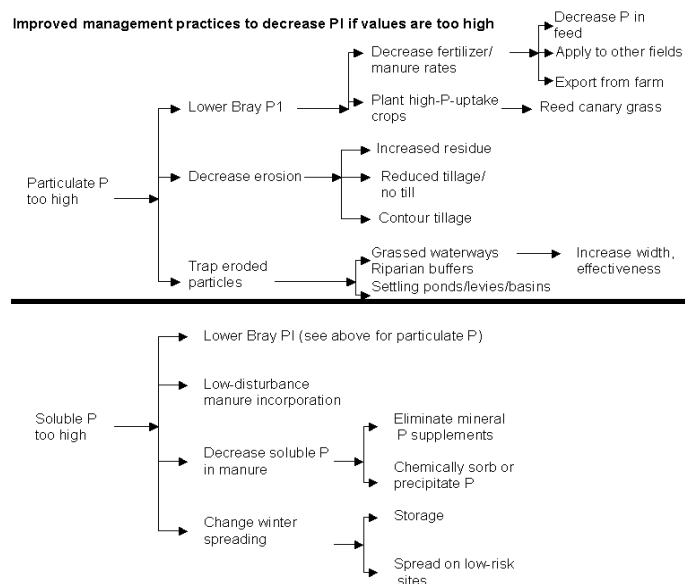 Improved management practices to decrease PI if values are too high
Decrease P in
feed
Decrease fertilizer/
manure rates
Apply to other fields
Export from farm
Lower Bray P1
Plant high-P-uptake
crops
Reed canary grass
Increased residue
Particulate P
too high
Decrease erosion
Reduced tillage/
no till
Contour tillage
Trap eroded
particles
Grassed waterways
Riparian buffers
Settling ponds/levies/basins
Increase width,
effectiveness
Lower Bray PI (see above for particulate P)
Low-disturbance
manure incorporation
Soluble P
too high
Eliminate mineral
P supplements
Decrease soluble P
in manure
Chemically sorb or
precipitate P
Change winter
spreading
Storage
Spread on low-risk
sites